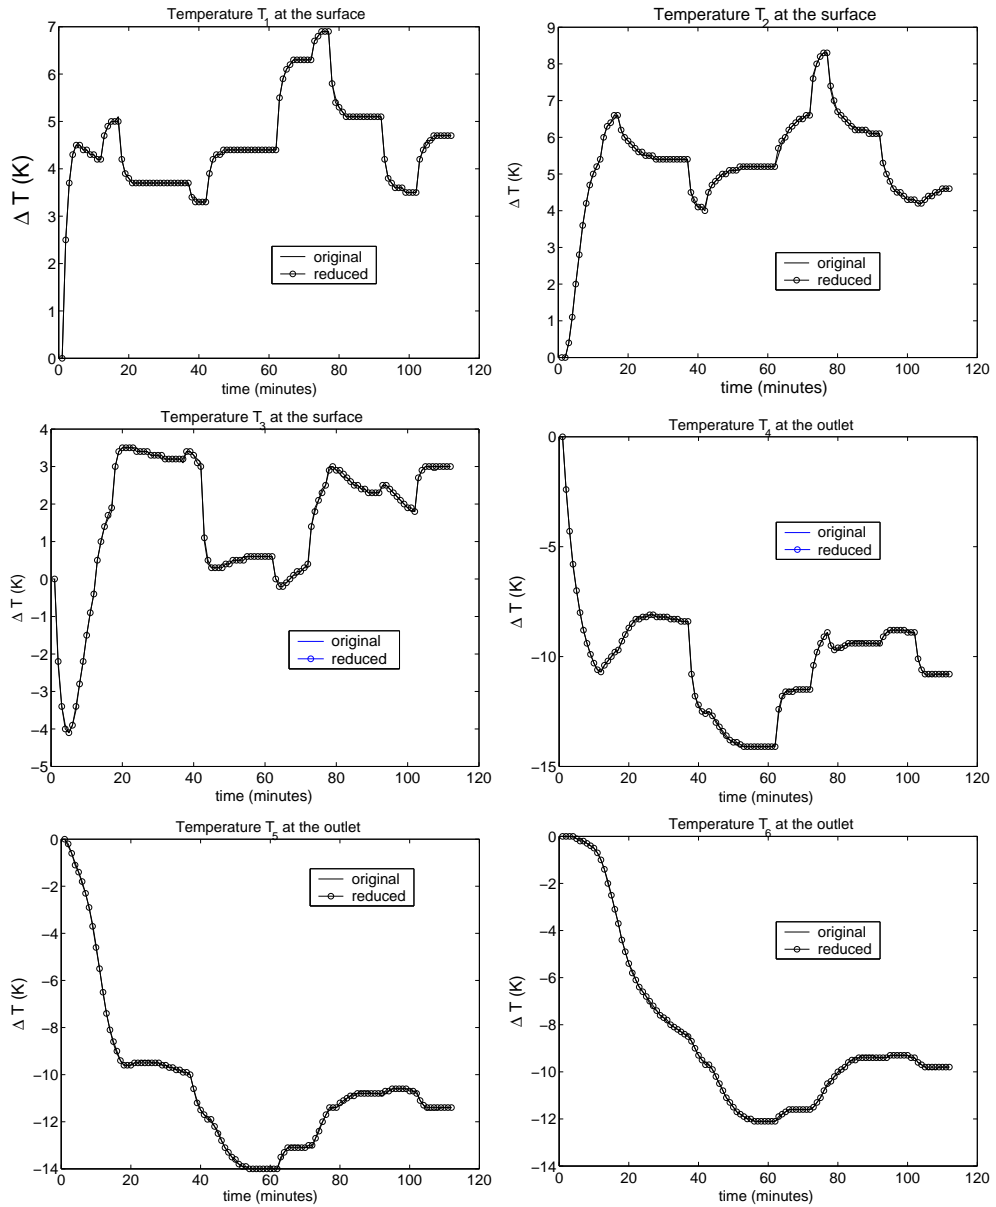 Temperature T1 at the surface
7
6
5
4
3
2
1
0
Δ T (K)
original
reduced
0 20 40 60 80 100 120
time (minutes)
Temperature T2 at the surface
9
8
7
6
5
4
3
2
1
0
Δ T (K)
original
reduced
0 20 40 60 80 100 120
time (minutes)
Temperature T3 at the surface
4
3
2
1
0
−1
−2
−3
−4
−5
Δ T (K)
original
reduced
0 20 40 60 80 100 120
time (minutes)
Temperature T4 at the outlet
0
−5
−10
−15
Δ T (K)
original
reduced
0 20 40 60 80 100 120
time (minutes)
Temperature T5 at the outlet
0
−2
−4
−6
−8
−10
−12
−14
Δ T (K)
original
reduced
0 20 40 60 80 100 120
time (minutes)
Temperature T6 at the outlet
0
−2
−4
−6
−8
−10
−12
−14
Δ T (K)
original
reduced
0 20 40 60 80 100 120
time (minutes)